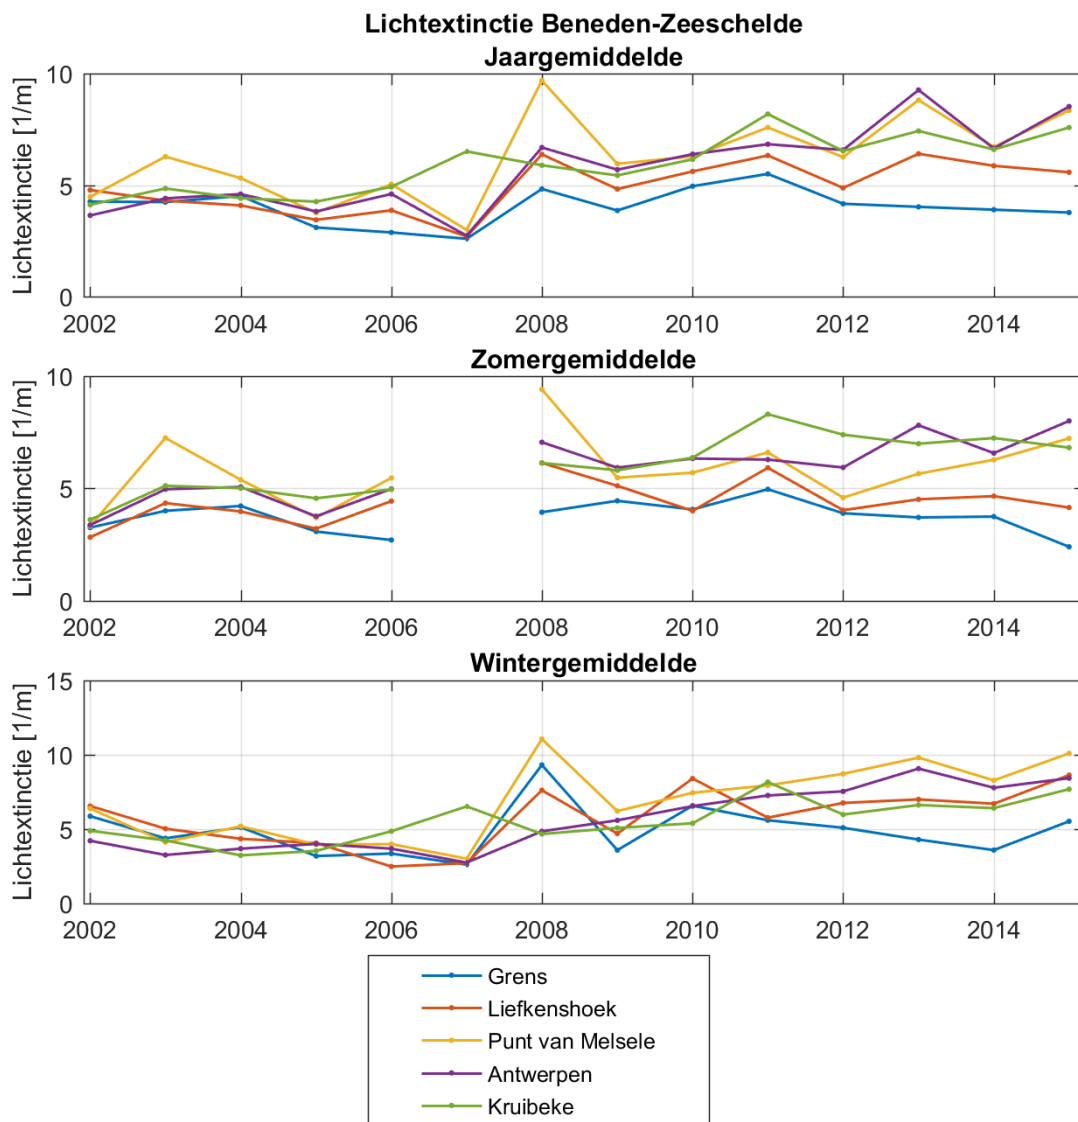 Lichtextinctie Beneden-Zeeschelde
Jaargemiddelde
Lichtextinctie [1/m]
10
5
0
2002 2004 2006 2008 2010 2012 2014
Zomergemiddelde
Lichtextinctie [1/m]
10
5
0
2002 2004 2006 2008 2010 2012 2014
Wintergemiddelde
Lichtextinctie [1/m]
15
10
5
0
2002 2004 2006 2008 2010 2012 2014
Grens
Liefkenshoek
Punt van Melsele
Antwerpen
Kruibeke